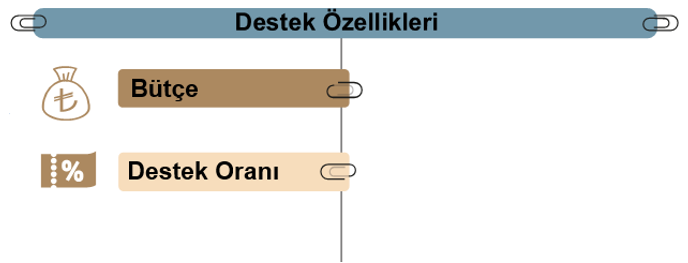 Destek Özellikleri
Bütçe
%
Destek Oranı